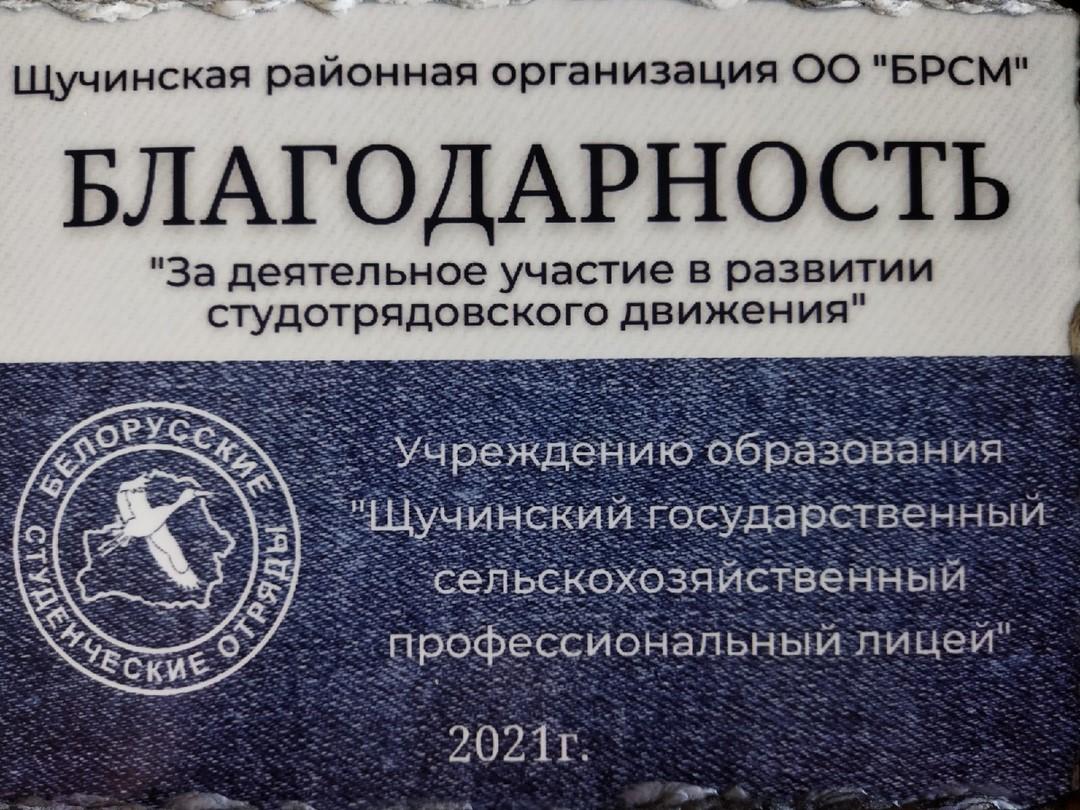 Щучинская районная организация ОО "БРСМ"
БЛАГОДАРНОСТЬ
"За деятельное участие в развитии
студотрядовского движения"
БЕЛОРУССКИЕ
СТУДЕНЧЕСКИЕ ОТРЯДЫ
Учреждению образования
"Щучинский государственный
сельскохозяйственный
профессиональный лицей"
2021г.